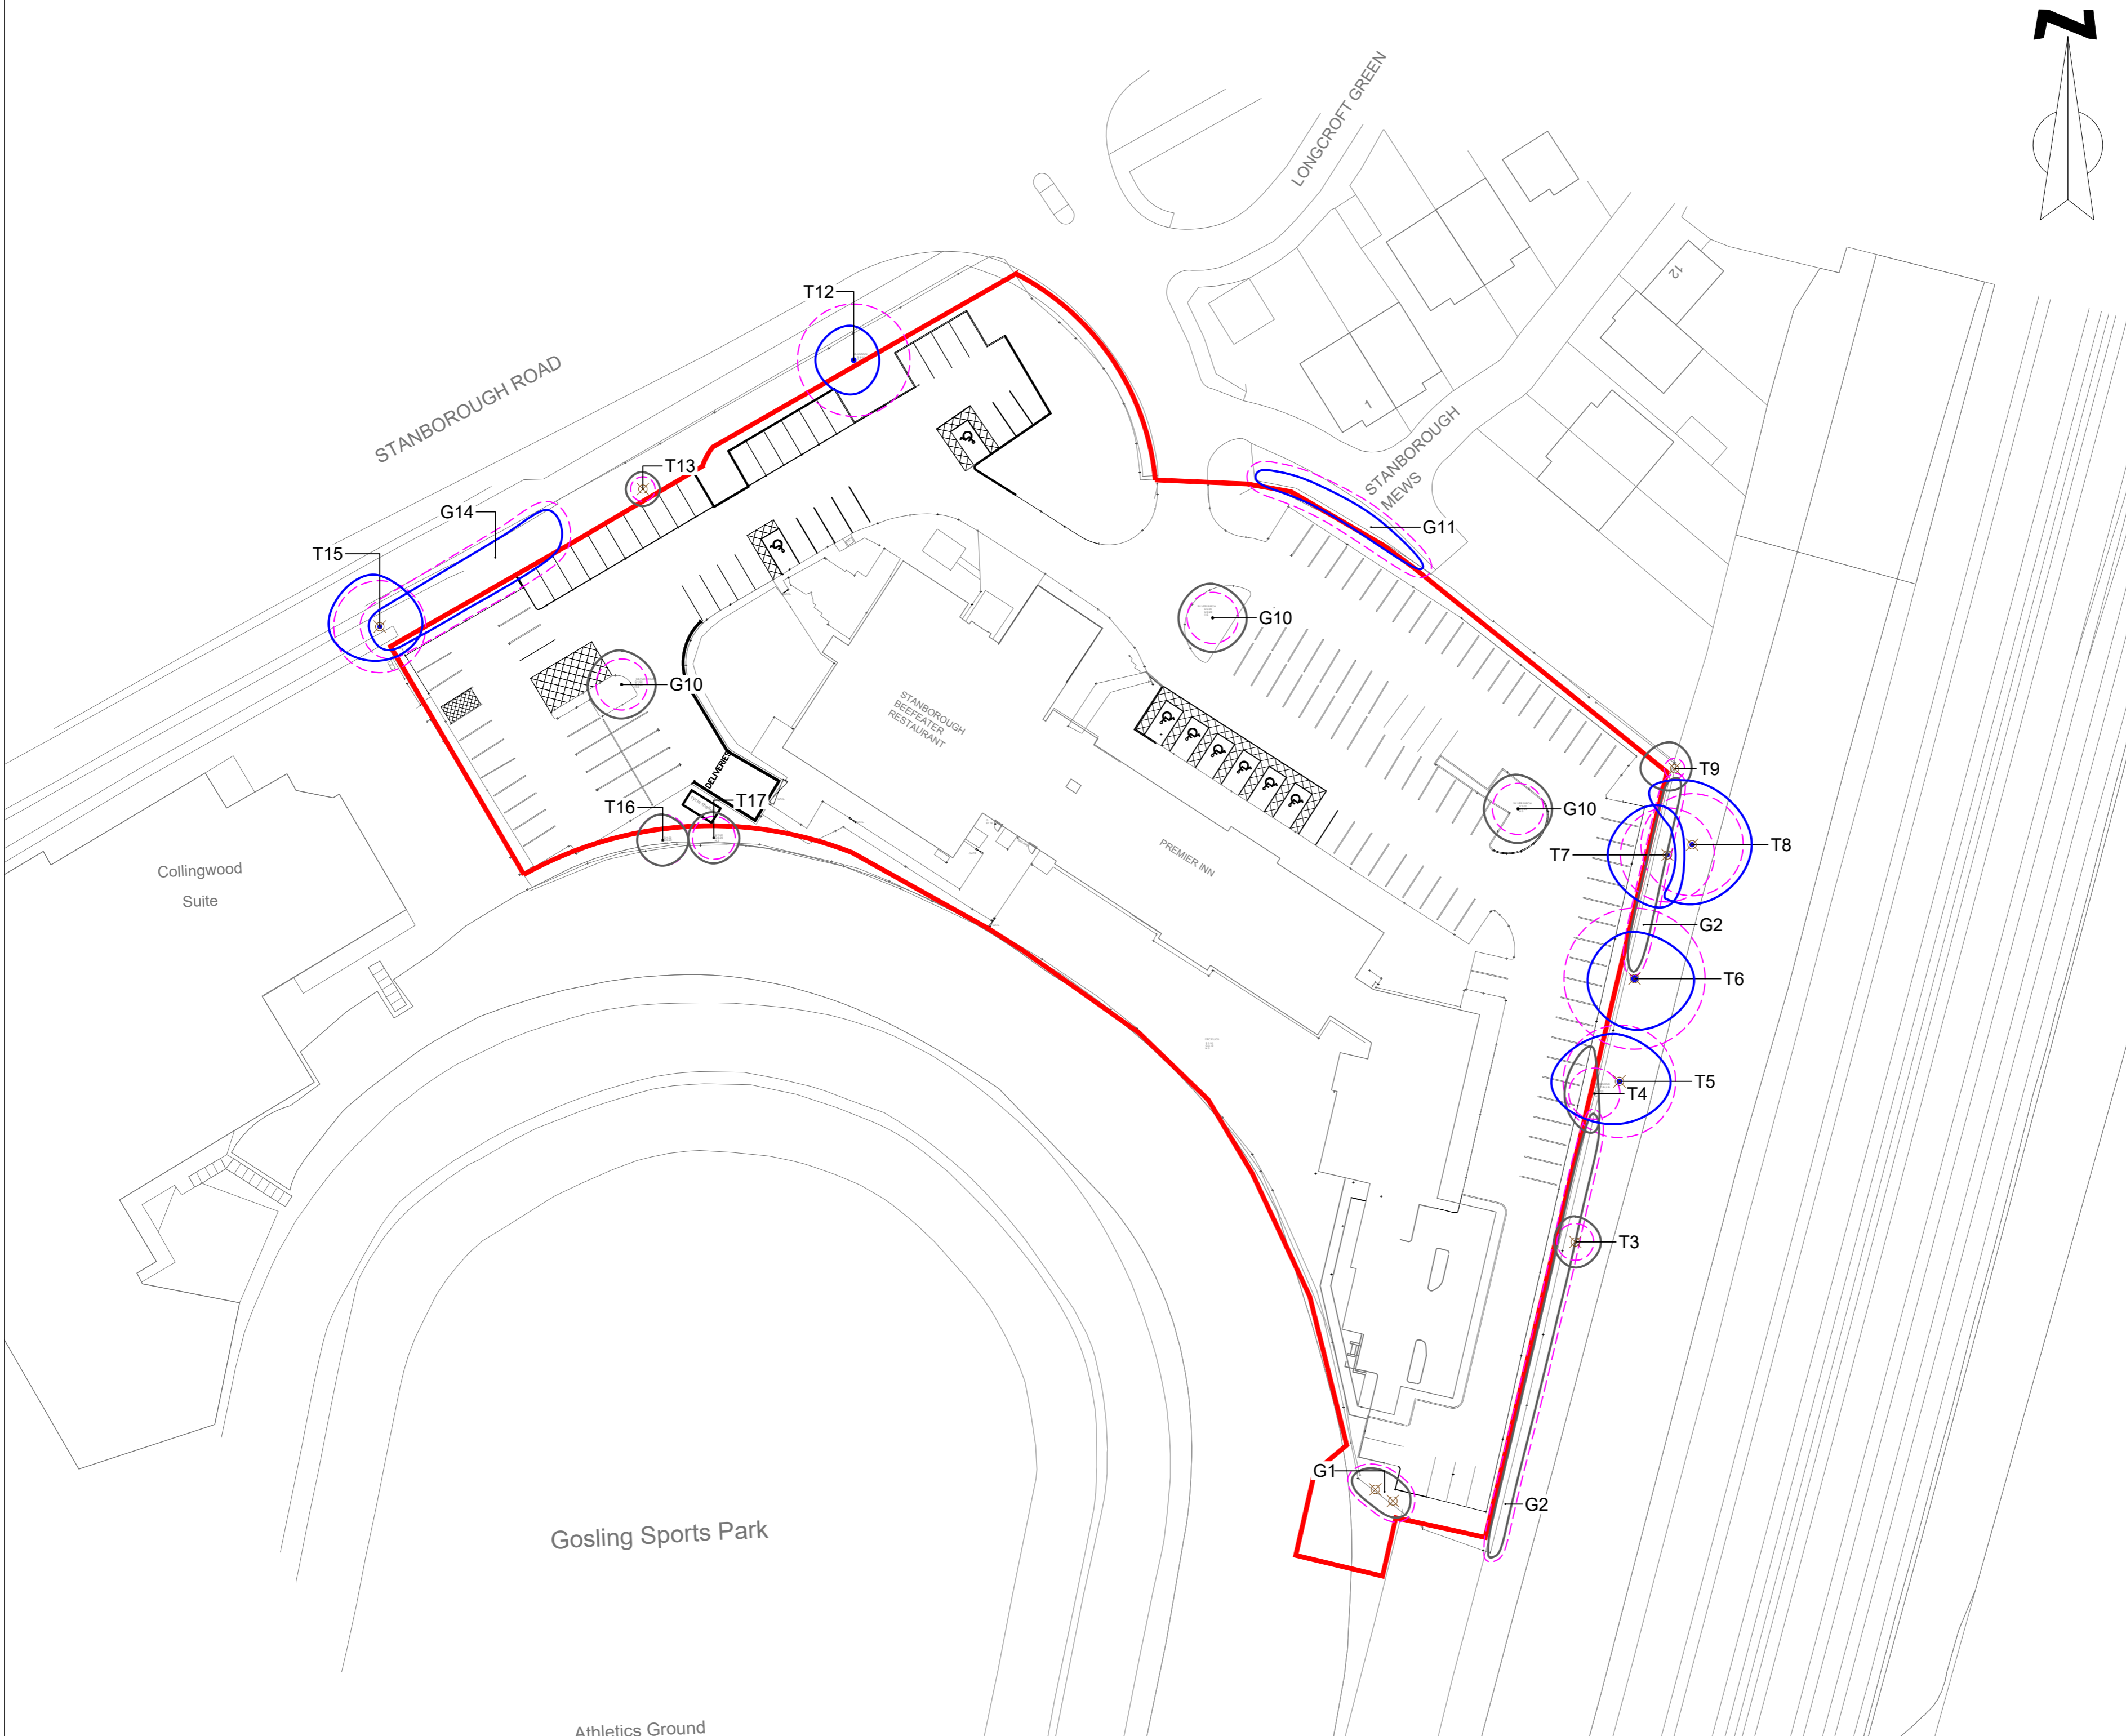 N
LONGCROFT GREEN
12
T12
STANBOROUGH ROAD
1
STANBOROUGH
MEWS
T13
G14
G11
T15
G10
G10
STANBOROUGH
BEEFEATER
RESTAURANT
DELIVERIES
T9
T16
T17
G10
T8
T7
PREMIER INN
Collingwood
Suite
G2
T6
T5
T4
T3
G1
G2
Gosling Sports Park
Athletics Ground